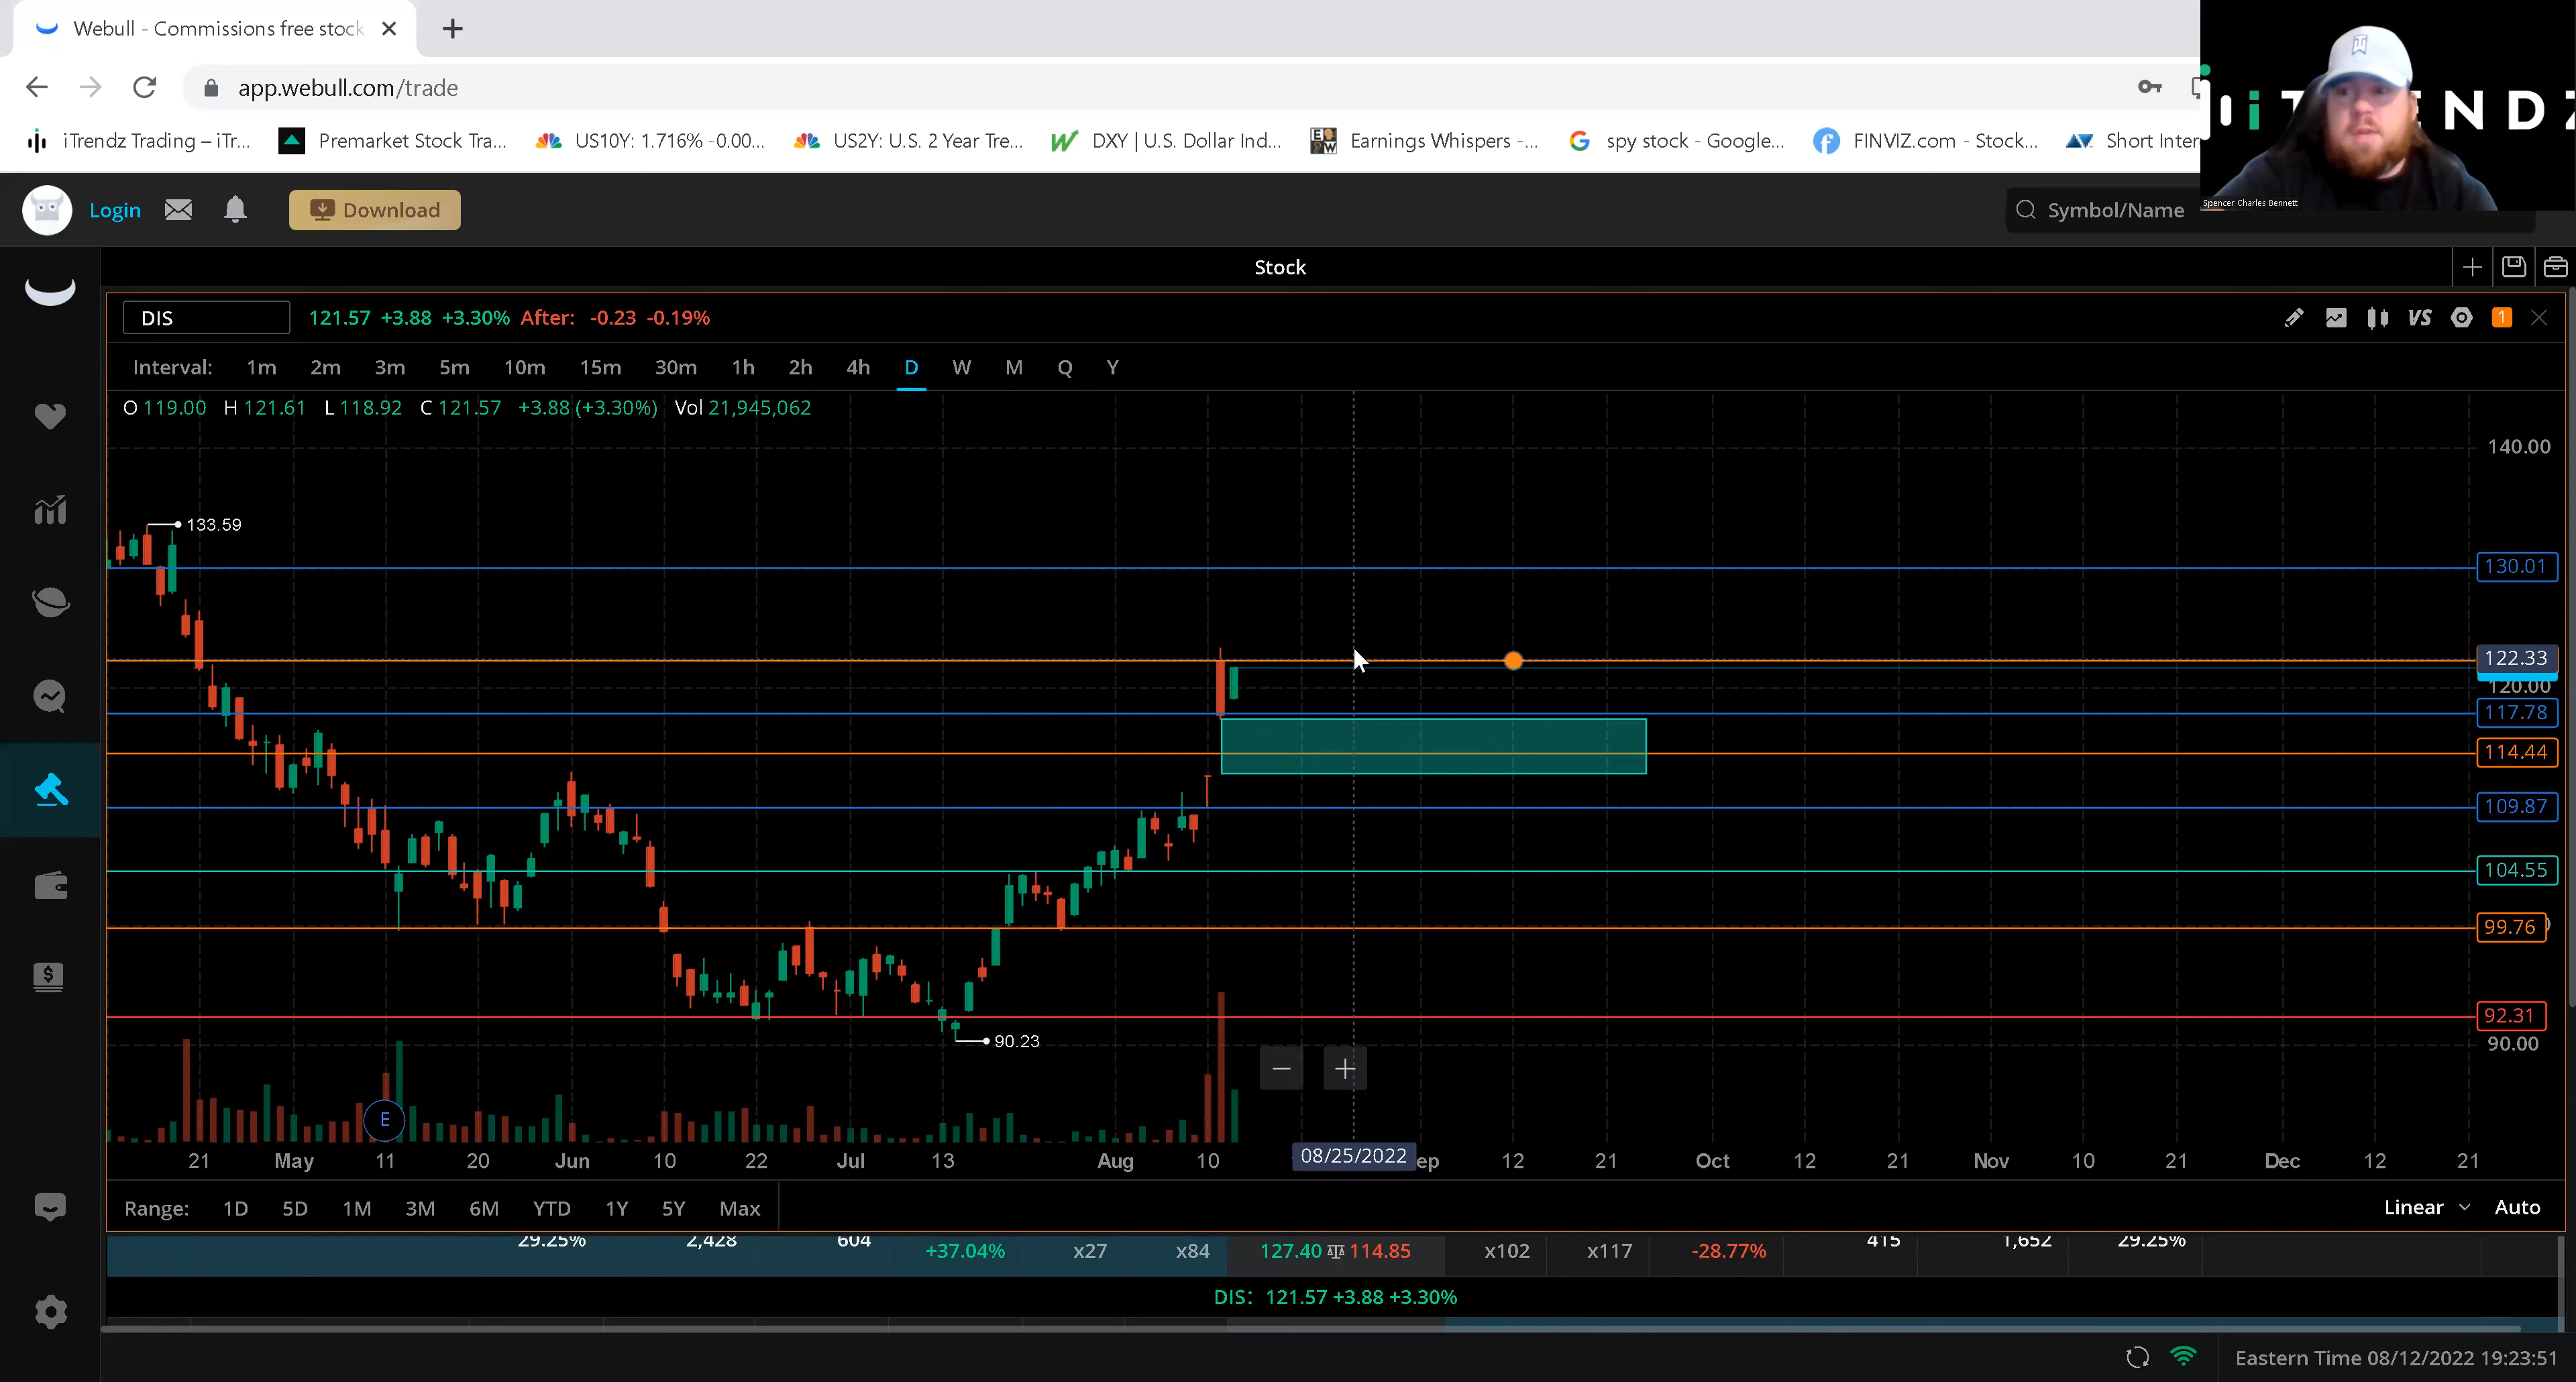 Webull - Commissions free stock
app.webull.com/trade
iTrendz Trading – iTr...
Premarket Stock Tra...
US10Y: 1.716% -0.00...
US2Y: U.S. 2 Year Tre...
DXY | U.S. Dollar Ind...
Earnings Whispers -...
spy stock - Google...
FINVIZ.com - Stock...
Short Inter
Spencer Charles Bennett
Login
Download
Symbol/Name
Stock
DIS 121.57 +3.88 +3.30% After: -0.23 -0.19%
VS
1
Interval: 1m 2m 3m 5m 10m 15m 30m 1h 2h 4h D W M Q Y
O 119.00 H 121.61 L 118.92 C 121.57 +3.88 (+3.30%) Vol 21,945,062
140.00
133.59
130.01
122.33
120.00
117.78
114.44
109.87
104.55
99.76
92.31
90.23
90.00
E
21 May 11 20 Jun 10 22 Jul 13 Aug 10 08/25/2022 ep 12 21 Oct 12 21 Nov 10 21 Dec 12 21
Range: 1D 5D 1M 3M 6M YTD 1Y 5Y Max
Linear Auto
29.25% 2,428 604 +37.04% x27 x84 127.40 114.85 x102 x117 -28.77% 415 1,652 29.25%
DIS: 121.57 +3.88 +3.30%
Eastern Time 08/12/2022 19:23:51